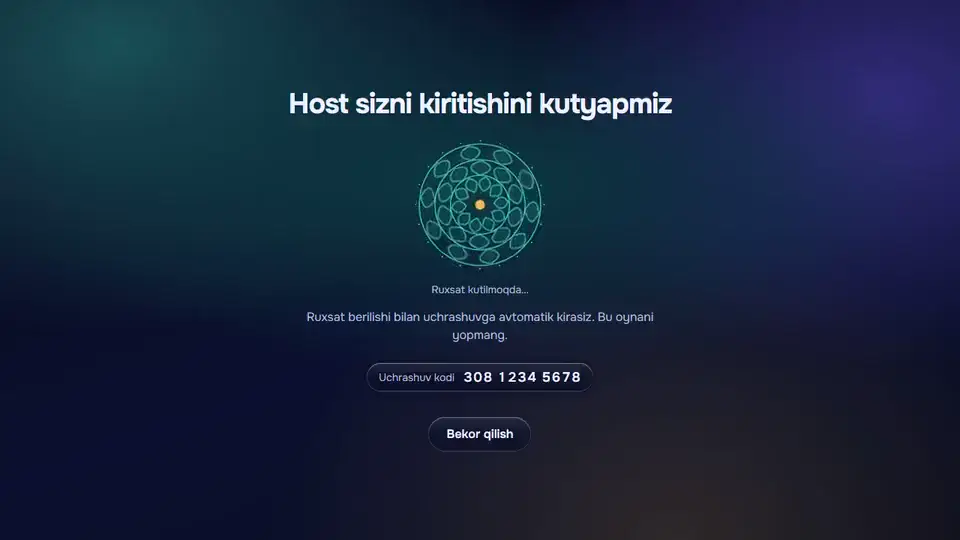 Host sizni kiritishini kutyapmiz
Ruxsat kutilmoqda...
Ruxsat berilishi bilan uchrashuvga avtomatik kirasiz. Bu oynani
yopmang.
Uchrashuv kodi 308 1234 5678
Bekor qilish